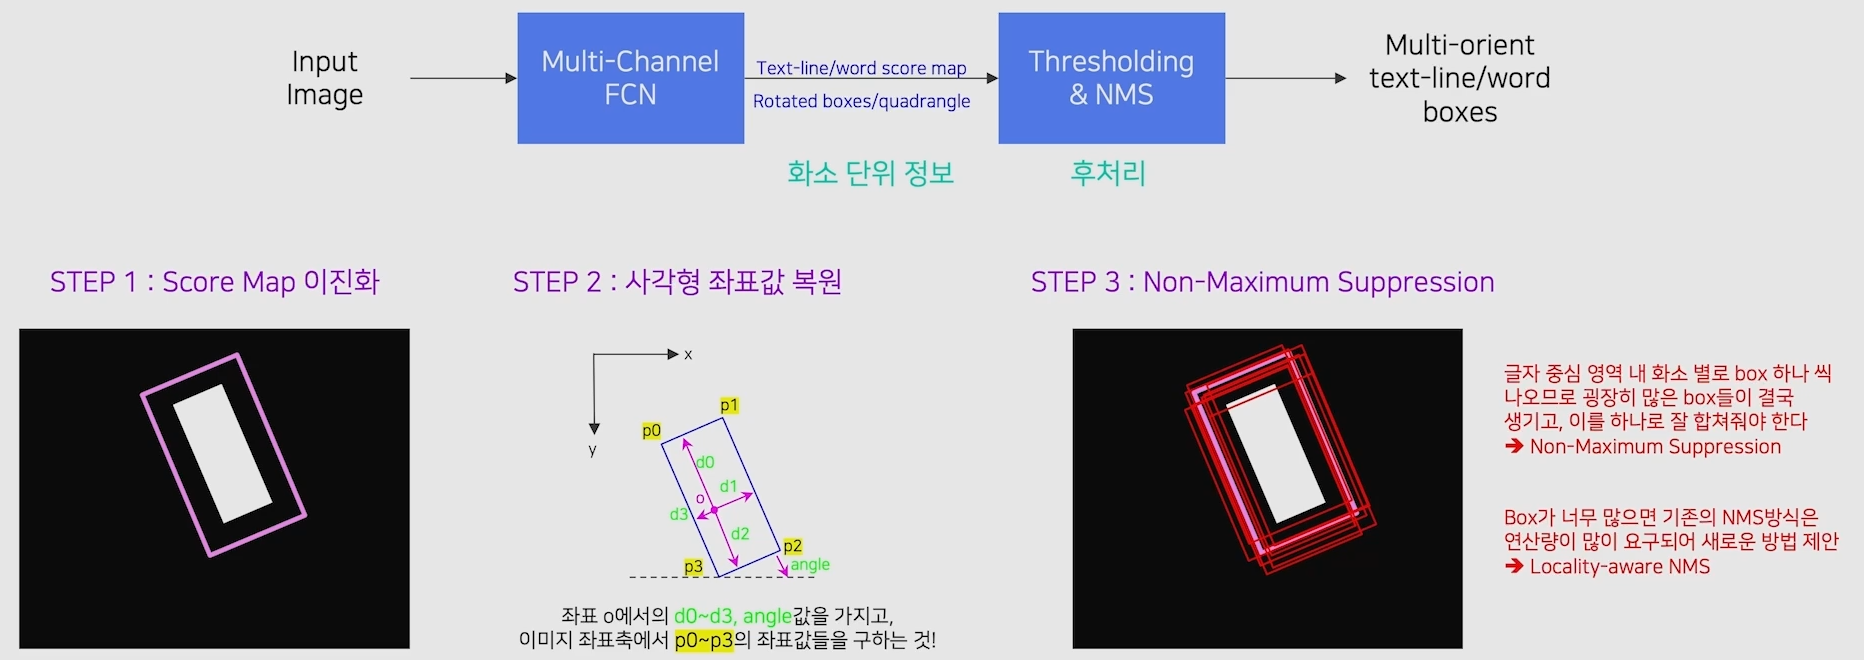 Input
Image
Multi-Channel
FCN
Text-line/word score map
Rotated boxes/quadrangle
Thresholding
& NMS
Multi-orient
text-line/word
boxes
화소 단위 정보
후처리
STEP 1 : Score Map 이진화
STEP 2 : 사각형 좌표값 복원
x
y
p0
p1
d0
d1
o
d3
d2
p2
p3
angle
좌표 o에서의 d0~d3, angle값을 가지고,
이미지 좌표축에서 p0~p3의 좌표값들을 구하는 것!
STEP 3 : Non-Maximum Suppression
글자 중심 영역 내 화소 별로 box 하나 씩
나오므로 굉장히 많은 box들이 결국
생기고, 이를 하나로 잘 합쳐줘야 한다
➔ Non-Maximum Suppression
Box가 너무 많으면 기존의 NMS방식은
연산량이 많이 요구되어 새로운 방법 제안
➔ Locality-aware NMS